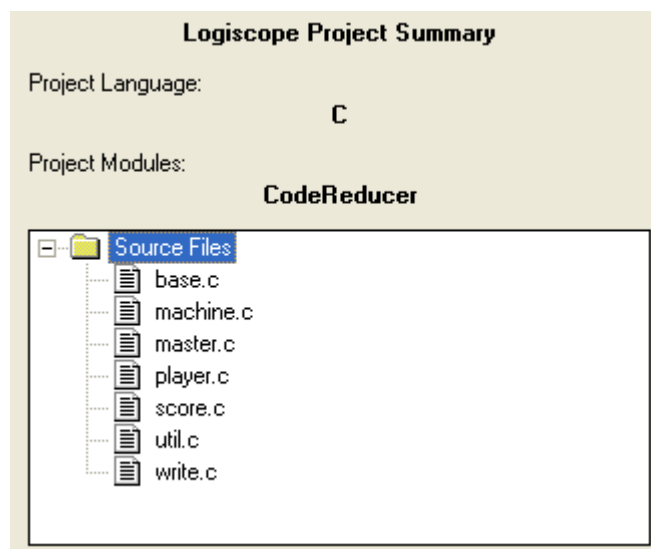 Logiscope Project Summary
Project Language:
C
Project Modules:
CodeReducer
Source Files
base.c
machine.c
master.c
player.c
score.c
util.c
write.c